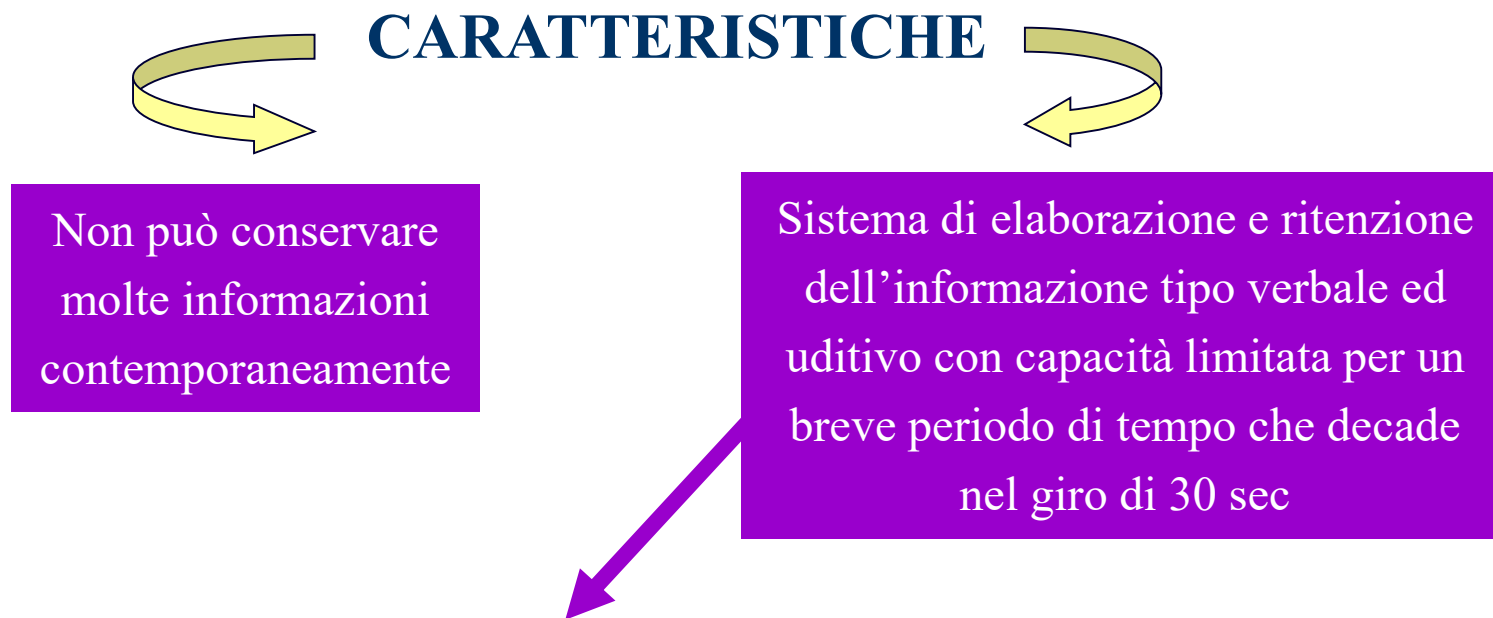 CARATTERISTICHE
Non può conservare
molte informazioni
contemporaneamente
Sistema di elaborazione e ritenzione
dell’informazione tipo verbale ed
uditivo con capacità limitata per un
breve periodo di tempo che decade
nel giro di 30 sec